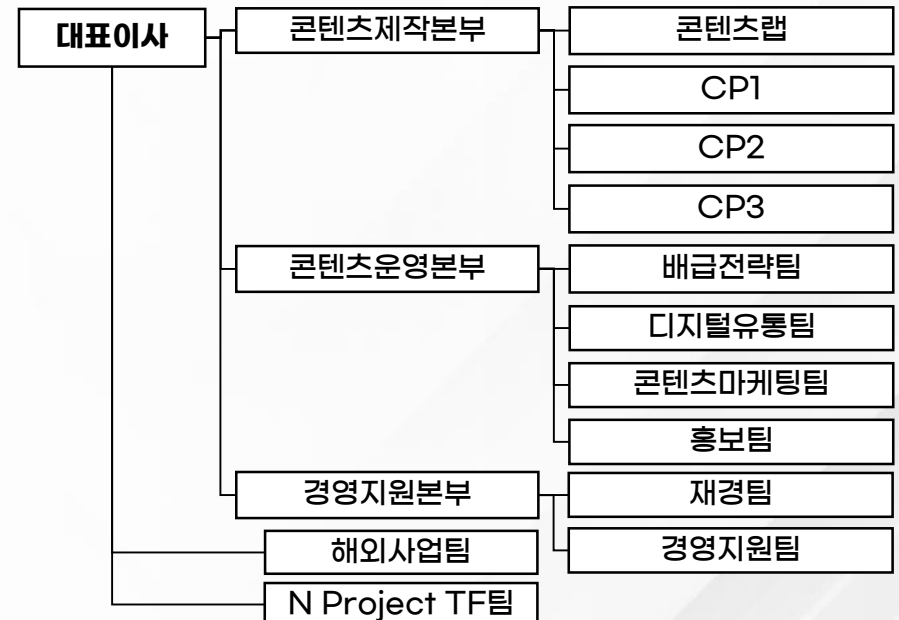 대표이사
콘텐츠제작본부
콘텐츠랩
CP1
CP2
CP3
콘텐츠운영본부
배급전략팀
디지털유통팀
콘텐츠마케팅팀
홍보팀
경영지원본부
재경팀
경영지원팀
해외사업팀
N Project TF팀